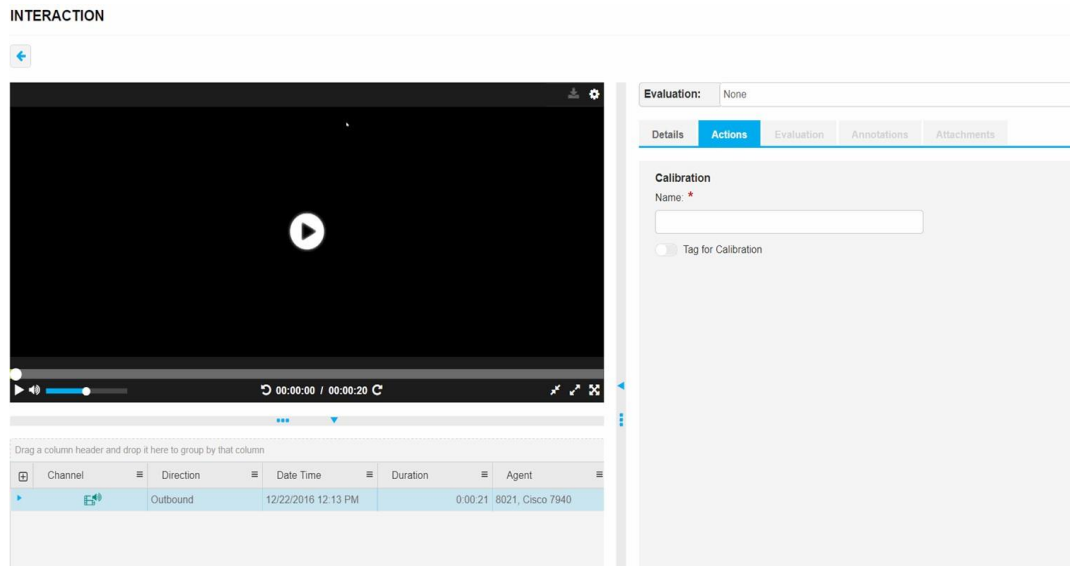 INTERACTION
Evaluation: None
Details Actions Evaluation Annotations Attachments
Calibration
Name: *
Tag for Calibration
00:00:00 / 00:00:20
Drag a column header and drop it here to group by that column
Channel Direction Date Time Duration Agent
Outbound 12/22/2016 12:13 PM 0:00:21 8021, Cisco 7940